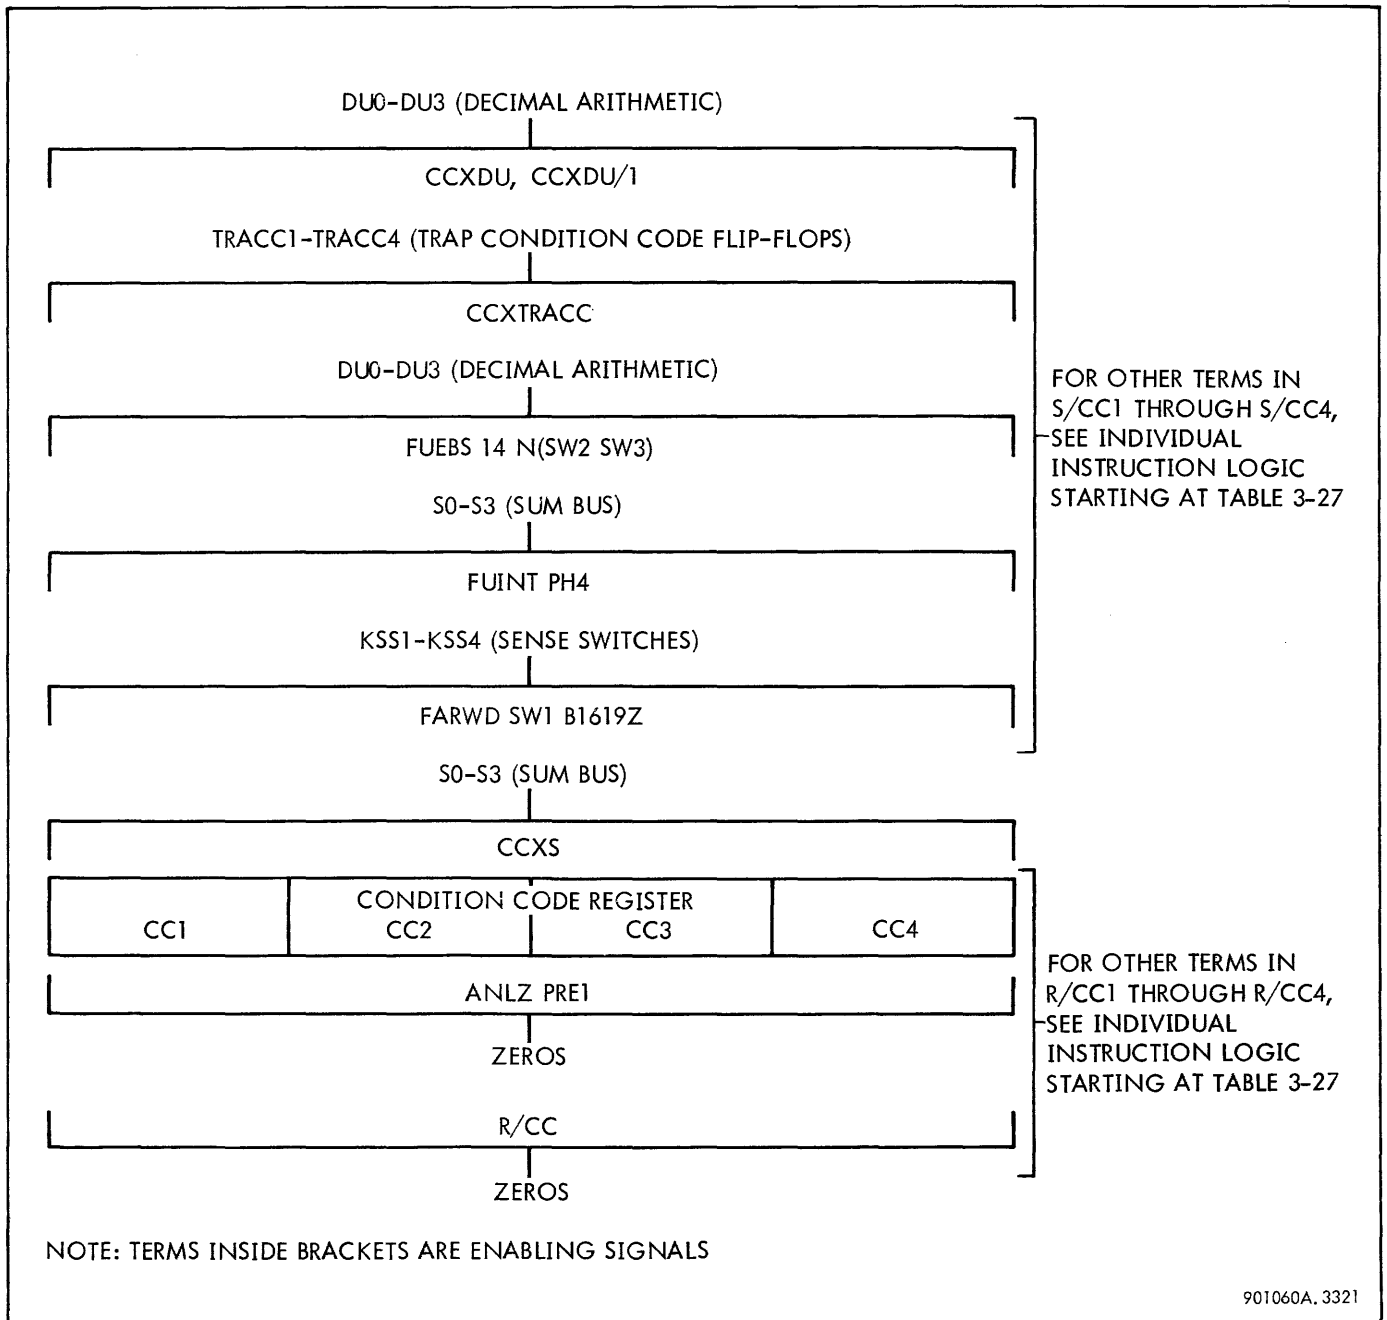 DU0-DU3 (DECIMAL ARITHMETIC)
CCXDU, CCXDU/1
TRACC1-TRACC4 (TRAP CONDITION CODE FLIP-FLOPS)
CCXTRACC
DU0-DU3 (DECIMAL ARITHMETIC)
FUEBS 14 N(SW2 SW3)
S0-S3 (SUM BUS)
FUINT PH4
KSS1-KSS4 (SENSE SWITCHES)
FARWD SW1 B1619Z
FOR OTHER TERMS IN
S/CC1 THROUGH S/CC4,
SEE INDIVIDUAL
INSTRUCTION LOGIC
STARTING AT TABLE 3-27
S0-S3 (SUM BUS)
CCXS
CONDITION CODE REGISTER
CC1 CC2 CC3 CC4
ANLZ PRE1
ZEROS
R/CC
ZEROS
FOR OTHER TERMS IN
R/CC1 THROUGH R/CC4,
SEE INDIVIDUAL
INSTRUCTION LOGIC
STARTING AT TABLE 3-27
NOTE: TERMS INSIDE BRACKETS ARE ENABLING SIGNALS
901060A. 3321